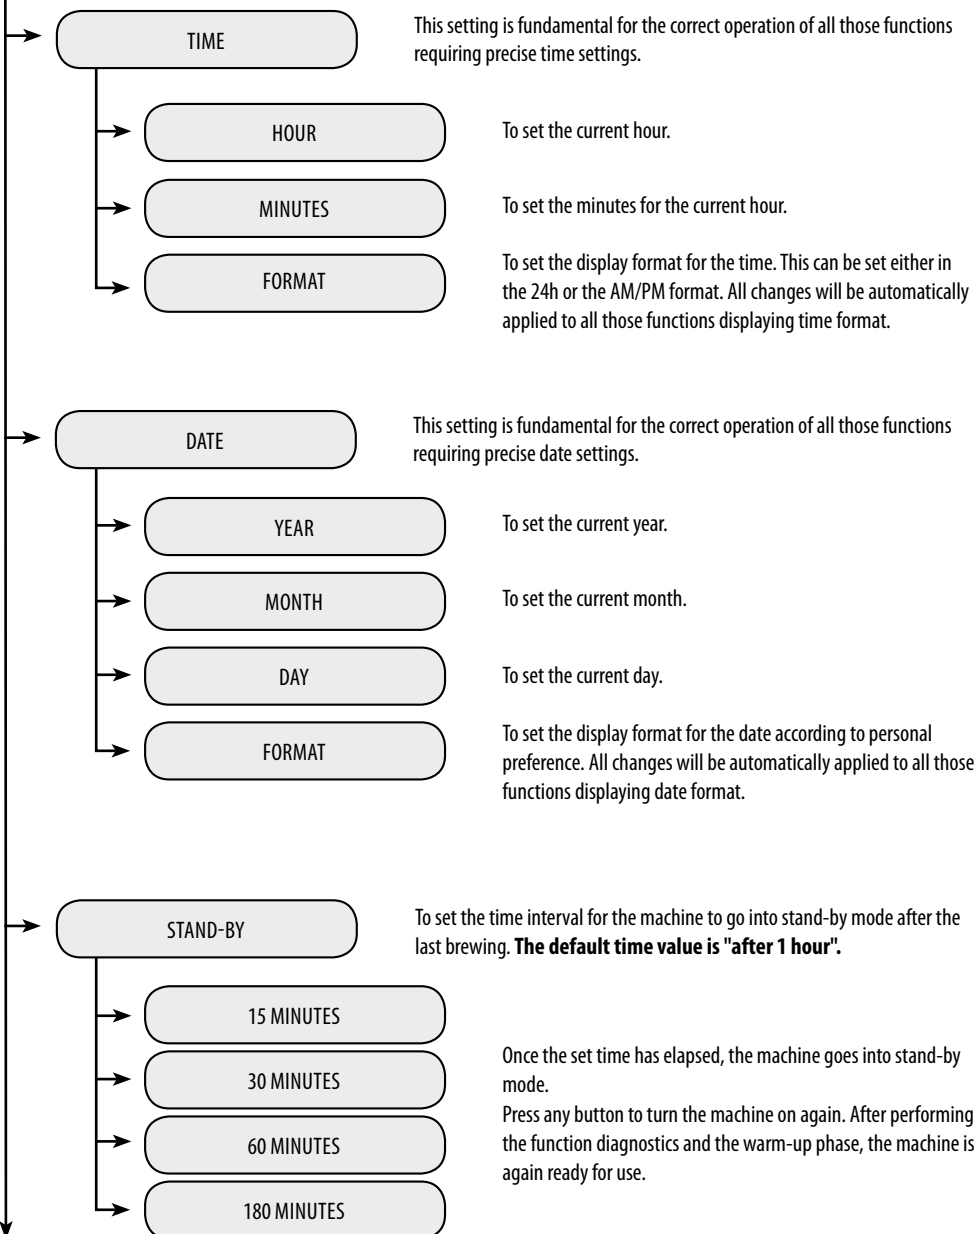 TIME
This setting is fundamental for the correct operation of all those functions
requiring precise time settings.
HOUR
To set the current hour.
MINUTES
To set the minutes for the current hour.
FORMAT
To set the display format for the time. This can be set either in
the 24h or the AM/PM format. All changes will be automatically
applied to all those functions displaying time format.
DATE
This setting is fundamental for the correct operation of all those functions
requiring precise date settings.
YEAR
To set the current year.
MONTH
To set the current month.
DAY
To set the current day.
FORMAT
To set the display format for the date according to personal
preference. All changes will be automatically applied to all those
functions displaying date format.
STAND-BY
To set the time interval for the machine to go into stand-by mode after the
last brewing. The default time value is "after 1 hour".
15 MINUTES
30 MINUTES
60 MINUTES
180 MINUTES
Once the set time has elapsed, the machine goes into stand-by
mode.
Press any button to turn the machine on again. After performing
the function diagnostics and the warm-up phase, the machine is
again ready for use.